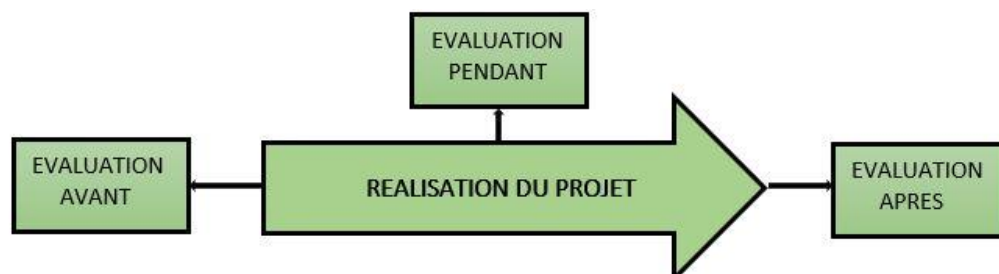 EVALUATION
PENDANT
EVALUATION
AVANT
REALISATION DU PROJET
EVALUATION
APRES